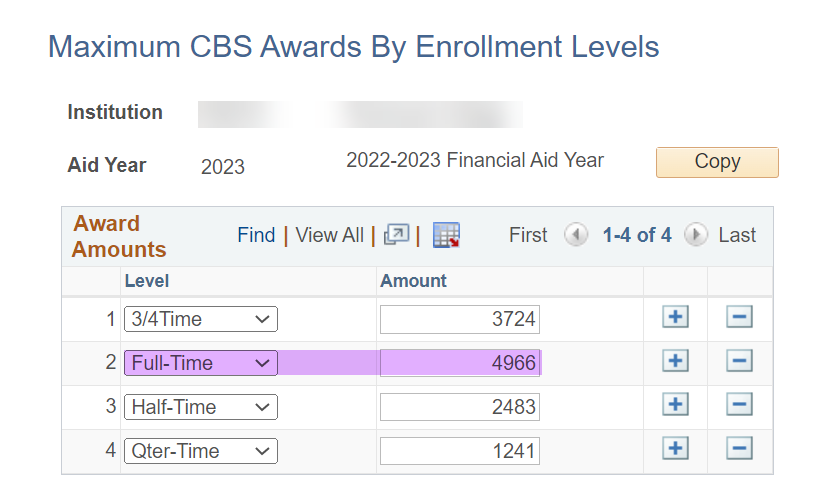 Maximum CBS Awards By Enrollment Levels
Institution
Aid Year 2023 2022-2023 Financial Aid Year Copy
Award Amounts Find | View All | | First 1-4 of 4 Last
Level Amount
1 3/4Time 3724
2 Full-Time 4966
3 Half-Time 2483
4 Qter-Time 1241